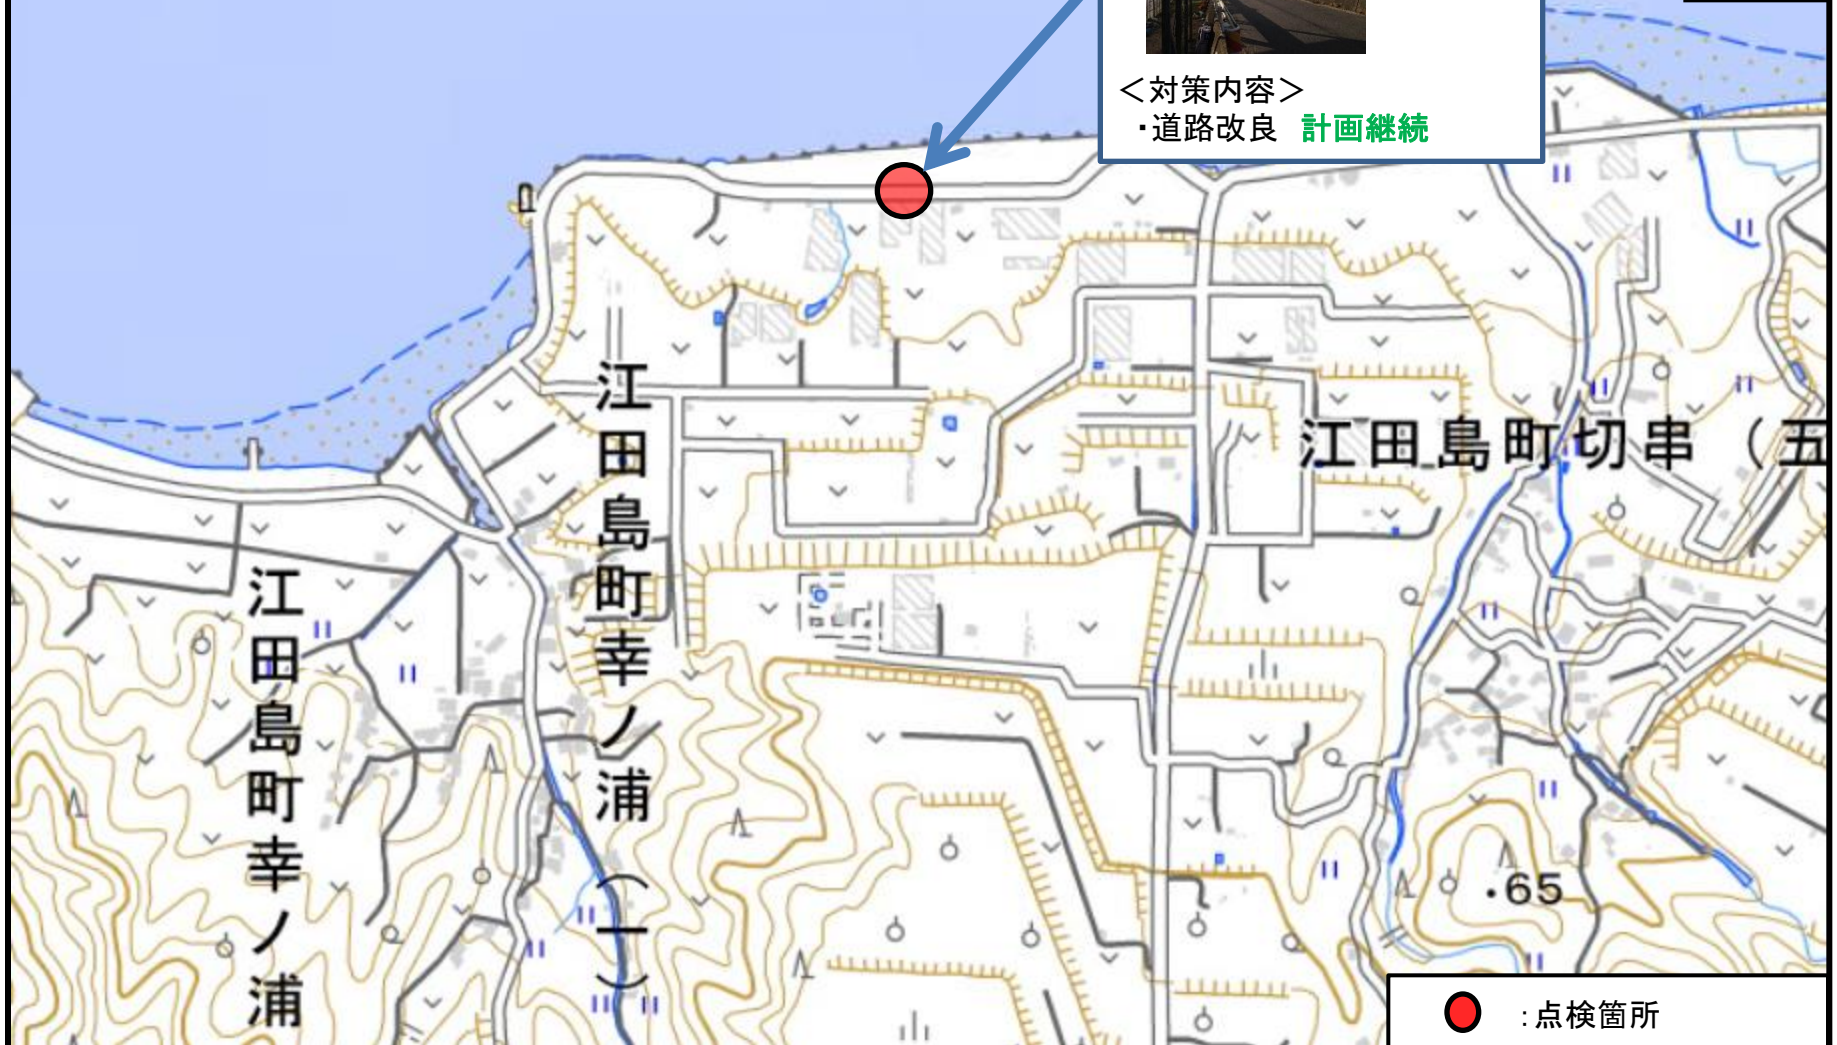 <対策内容>
・道路改良 計画継続
江田島町幸ノ浦(一)
江田島町切串(五
江田島町幸ノ浦
・65
:点検箇所